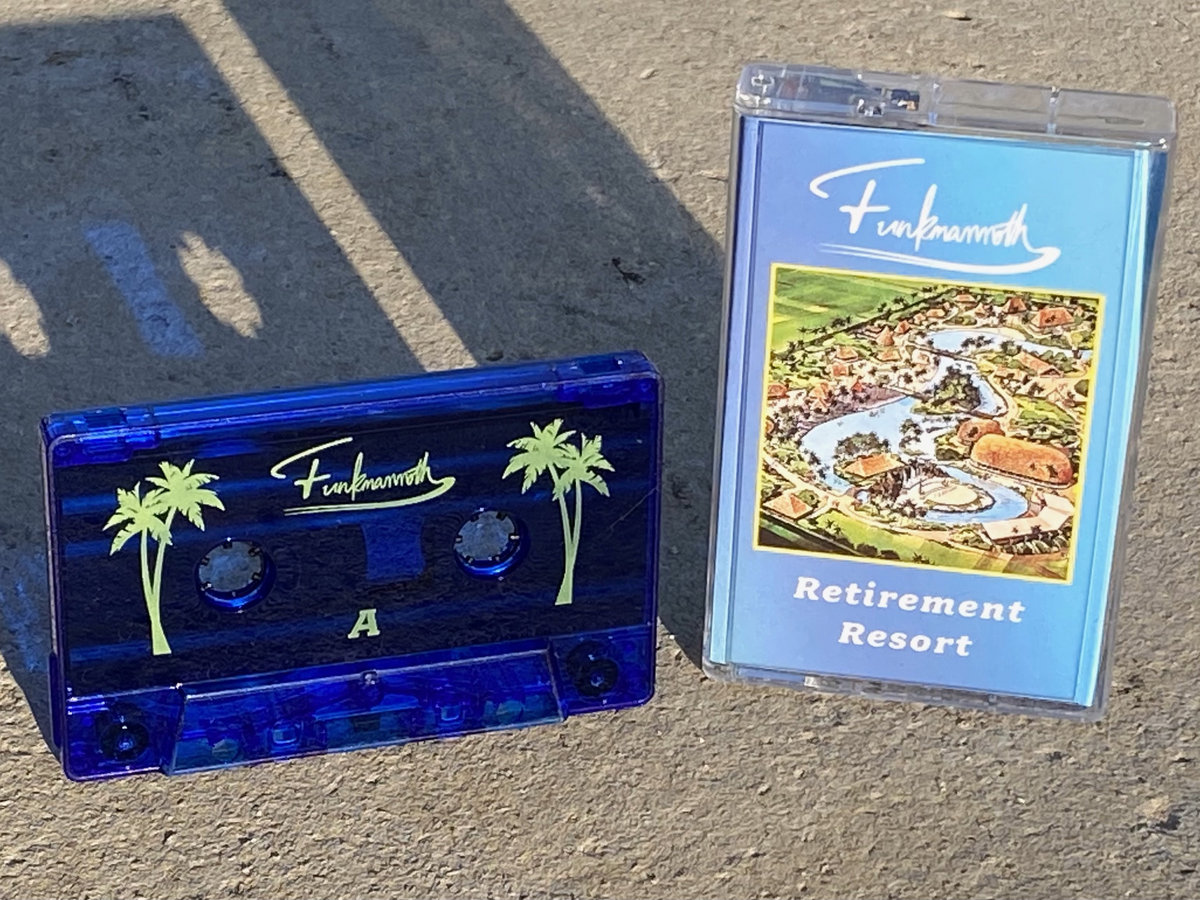 Funkmammoth
A
Funkmammoth
Retirement
Resort